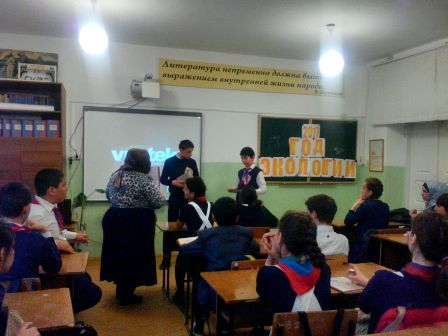 Литература непременно должна быть
выражением внутренней жизни народа
2017
ГОД
ЭКОЛОГИИ